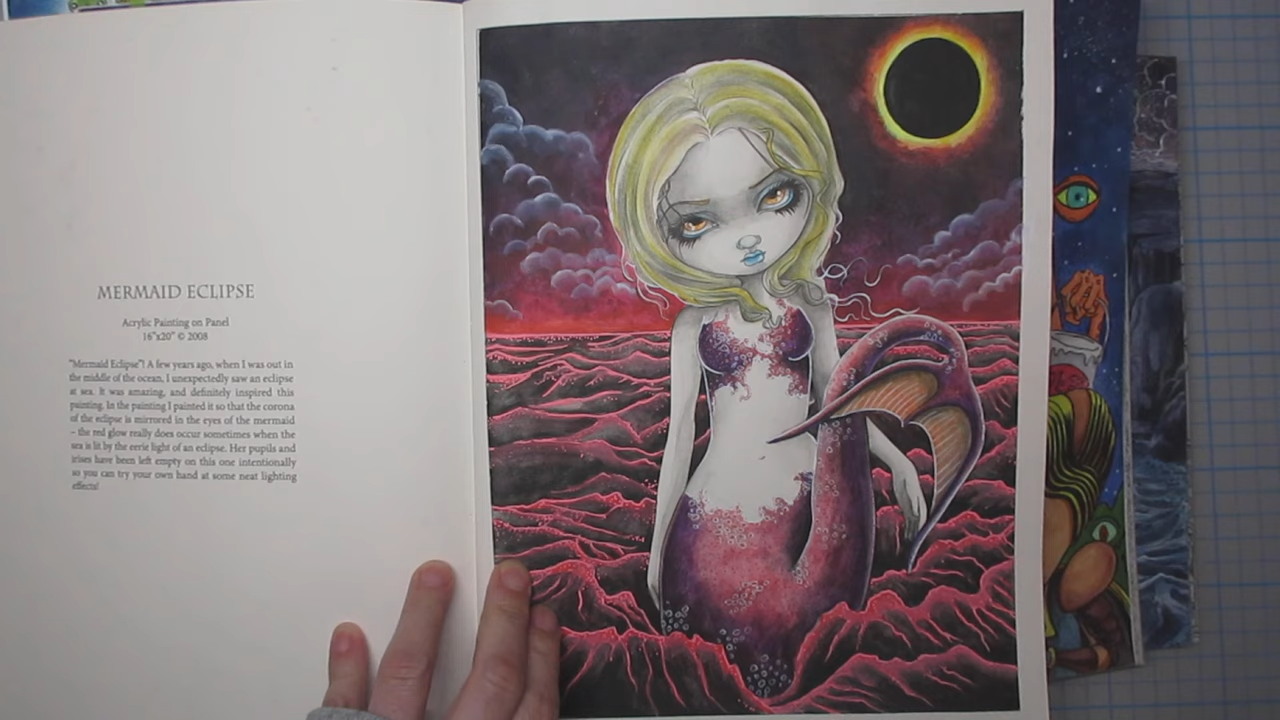 MERMAID ECLIPSE
Acrylic Painting on Panel
16"x20" © 2008
"Mermaid Eclipse"! A few years ago, when I was out in
the middle of the ocean, I unexpectedly saw an eclipse
at sea. It was amazing, and definitely inspired this
painting. In the painting I painted it so that the corona
of the eclipse is mirrored in the eyes of the mermaid
– the red glow really does occur sometimes when the
sea is lit by the eerie light of an eclipse. Her pupils and
irises have been left empty on this one intentionally
so you can try your own hand at some neat lighting
effects!